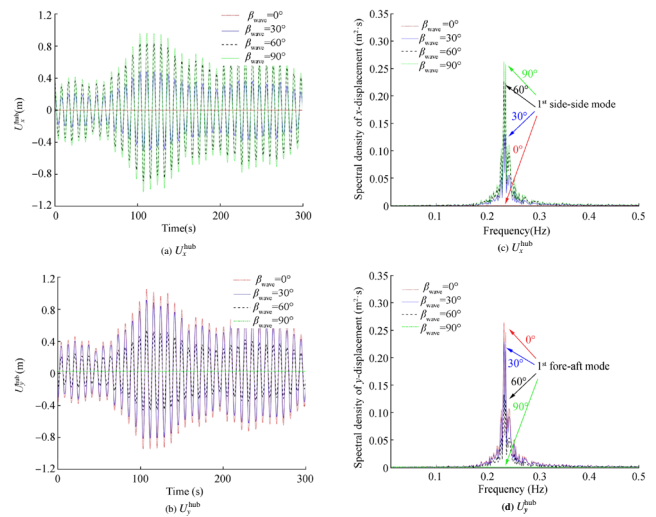 β_wave=0°
β_wave=30°
β_wave=60°
β_wave=90°
1.2
0.8
0.4
0
−0.4
−0.8
−1.2
U_x^hub(m)
0 50 100 150 200 250 300
Time(s)
(a) U_x^hub
β_wave=0°
β_wave=30°
β_wave=60°
β_wave=90°
0.35
0.30
0.25
0.20
0.15
0.10
0.05
0
Spectral density of x-displacement (m²·s)
90°
60°
30°
0°
1st side-side mode
0.1 0.2 0.3 0.4 0.5
Frequency(Hz)
(c) U_x^hub
β_wave=0°
β_wave=30°
β_wave=60°
β_wave=90°
1.2
0.8
0.4
0
−0.4
−0.8
−1.2
U_y^hub (m)
0 50 100 150 200 250 300
Time (s)
(b) U_y^hub
β_wave=0°
β_wave=30°
β_wave=60°
β_wave=90°
0.35
0.30
0.25
0.20
0.15
0.10
0.05
0
Spectral density of y-displacement (m²·s)
0°
30°
60°
90°
1st fore-aft mode
0.1 0.2 0.3 0.4 0.5
Frequency (Hz)
(d) U_y^hub